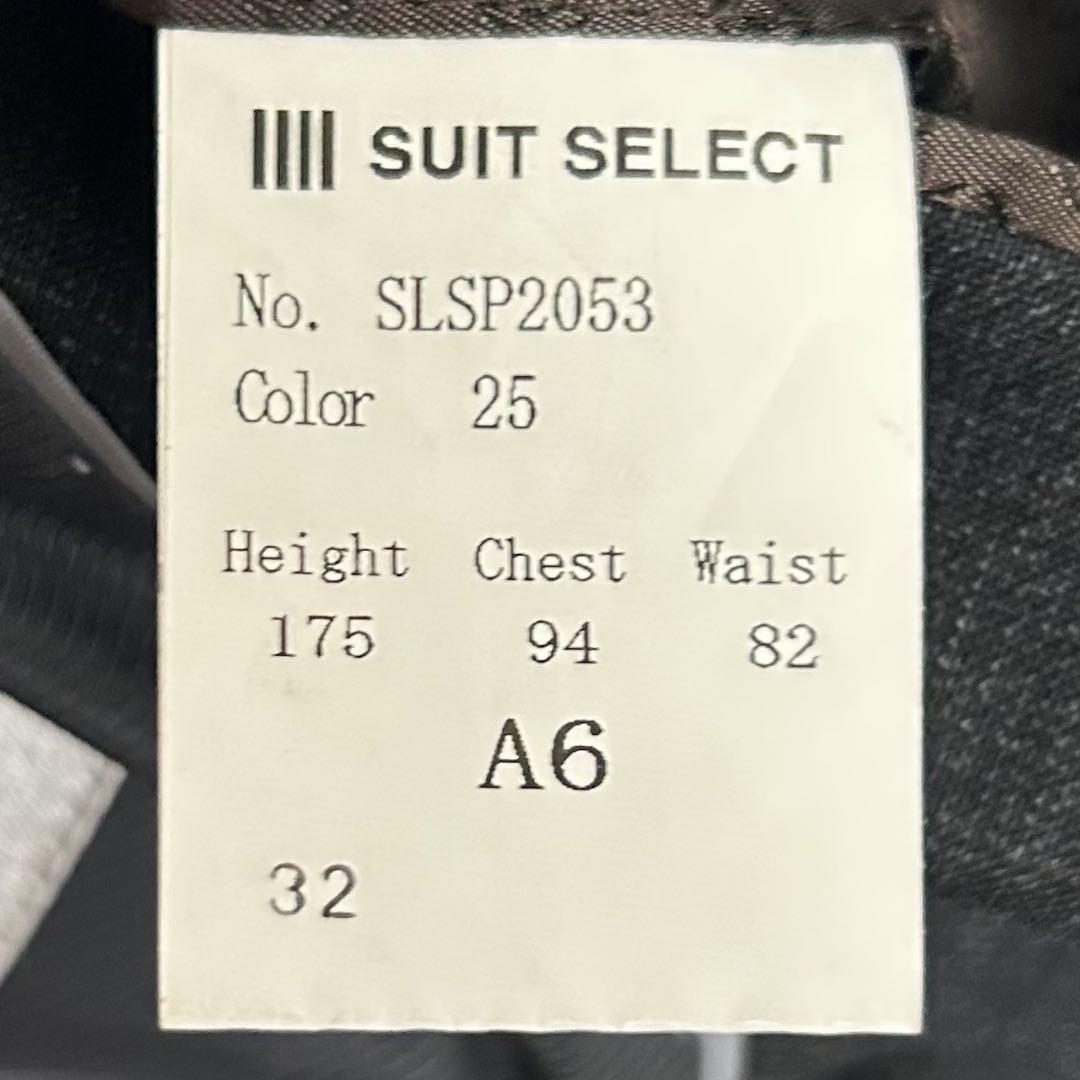 SUIT SELECT
No. SLSP2053
Color 25
Height Chest Waist
175 94 82
A6
32